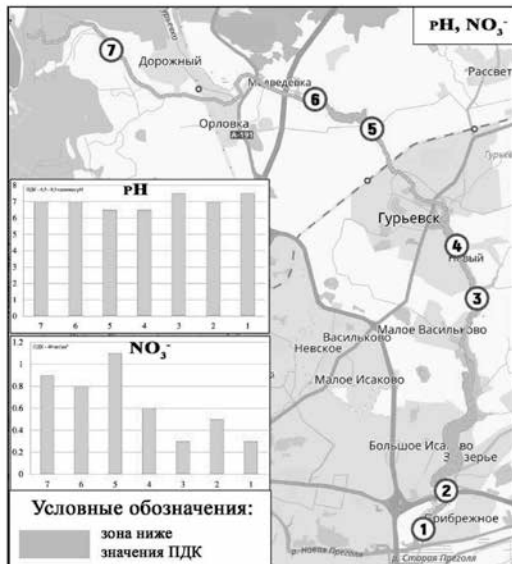 pH, NO₃⁻
7
Дорожный
Медведевка
6
Рассвет
Орловка
А-191
5
Гурьевск
4
3
Малое Васильково
Васильково
Невское
Малое Исаково
Большое Исаково
2
1
Прибрежное
р. Новая Преголя
р. Старая Преголя
pH
8
7
6
5
4
3
2
1
0
7 6 5 4 3 2 1
NO₃⁻
1.2
1
0.8
0.6
0.4
0.2
0
7 6 5 4 3 2 1
Условные обозначения:
зона ниже
значения ПДК